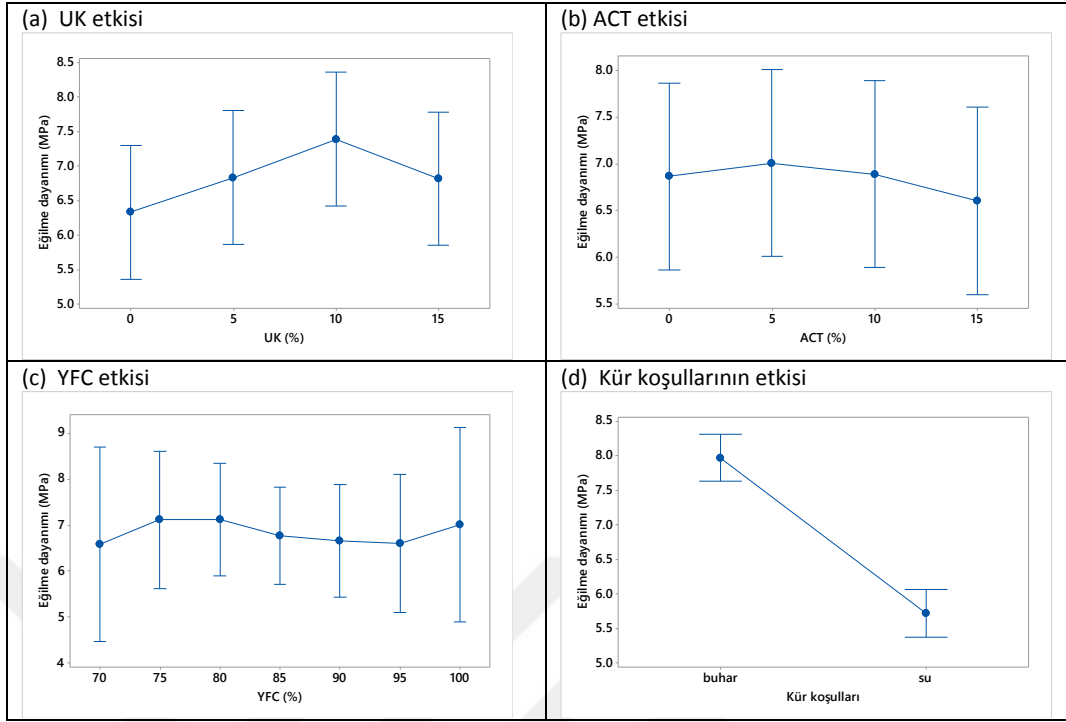 (a) UK etkisi
8.5
8.0
7.5
7.0
6.5
6.0
5.5
5.0
Eğilme dayanımı (MPa)
0 5 10 15
UK (%)
(b) ACT etkisi
8.0
7.5
7.0
6.5
6.0
5.5
Eğilme dayanımı (MPa)
0 5 10 15
ACT (%)
(c) YFC etkisi
9
8
7
6
5
4
Eğilme dayanımı (MPa)
70 75 80 85 90 95 100
YFC (%)
(d) Kür koşullarının etkisi
8.5
8.0
7.5
7.0
6.5
6.0
5.5
5.0
Eğilme dayanımı (MPa)
buhar su
Kür koşulları